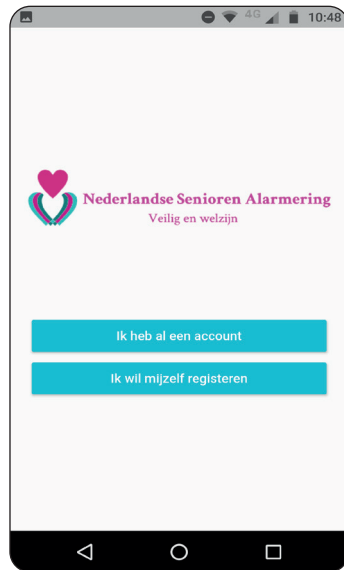 4G 10:48
Nederlandse Senioren Alarmering
Veilig en welzijn
Ik heb al een account
Ik wil mijzelf registeren